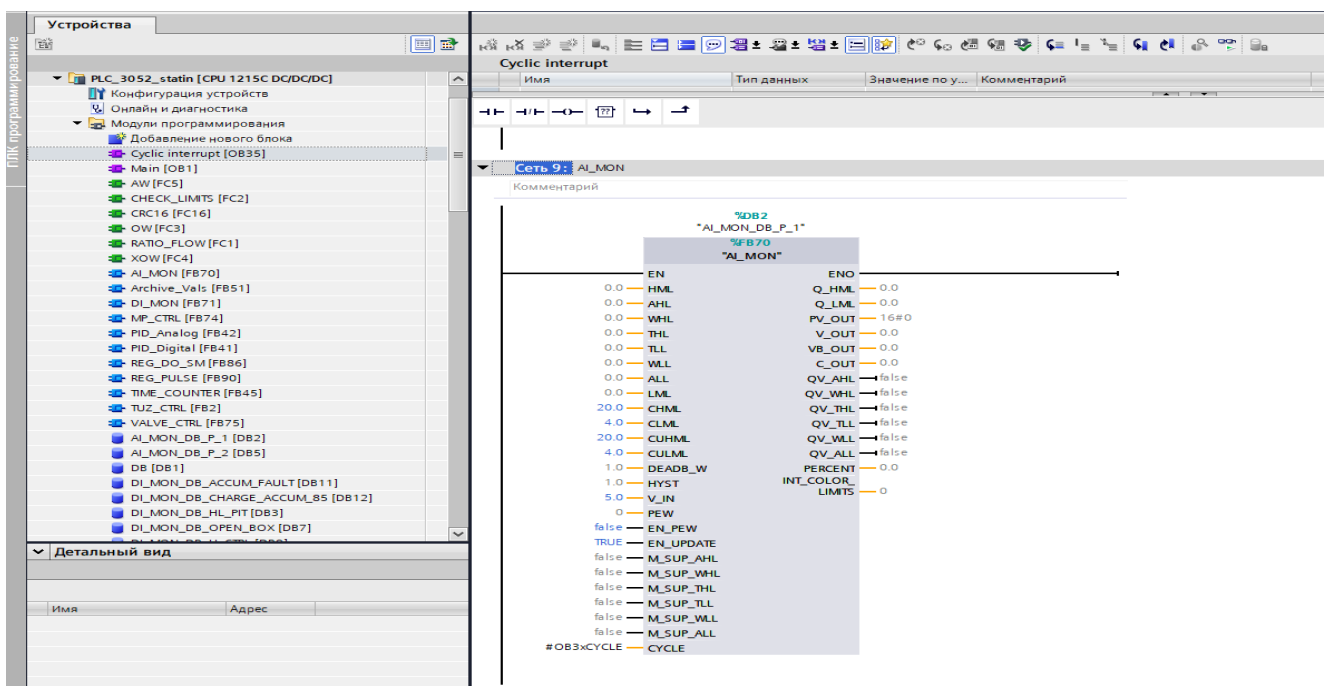 Устройства
ПЛК программирование
PLC_3052_statin [CPU 1215C DC/DC/DC]
Конфигурация устройств
Онлайн и диагностика
Модули программирования
Добавление нового блока
Cyclic interrupt [OB35]
Main [OB1]
AW [FC5]
CHECK_LIMITS [FC2]
CRC16 [FC16]
OW [FC3]
RATIO_FLOW [FC1]
XOW [FC4]
AI_MON [FB70]
Archive_Vals [FB51]
DI_MON [FB71]
MP_CTRL [FB74]
PID_Analog [FB42]
PID_Digital [FB41]
REG_DO_SM [FB86]
REG_PULSE [FB90]
TIME_COUNTER [FB45]
TUZ_CTRL [FB2]
VALVE_CTRL [FB75]
AI_MON_DB_P_1 [DB2]
AI_MON_DB_P_2 [DB5]
DB [DB1]
DI_MON_DB_ACCUM_FAULT [DB11]
DI_MON_DB_CHARGE_ACCUM_85 [DB12]
DI_MON_DB_HL_PIT [DB3]
DI_MON_DB_OPEN_BOX [DB7]
Детальный вид
Имя Адрес
Cyclic interrupt
Имя Тип данных Значение по у... Комментарий
??
Сеть 9: AI_MON
Комментарий
%DB2
"AI_MON_DB_P_1"
%FB70
"AI_MON"
EN ENO
0.0 HML Q_HML 0.0
0.0 AHL Q_LML 0.0
0.0 WHL PV_OUT 16#0
0.0 THL V_OUT 0.0
0.0 TLL VB_OUT 0.0
0.0 WLL C_OUT 0.0
0.0 ALL QV_AHL false
0.0 LML QV_WHL false
20.0 CHML QV_THL false
4.0 CLML QV_TLL false
20.0 CUHML QV_WLL false
4.0 CULML QV_ALL false
1.0 DEADB_W PERCENT 0.0
1.0 HYST INT_COLOR_
5.0 V_IN LIMITS 0
0 PEW
false EN_PEW
TRUE EN_UPDATE
false M_SUP_AHL
false M_SUP_WHL
false M_SUP_THL
false M_SUP_TLL
false M_SUP_WLL
false M_SUP_ALL
#OB3xCYCLE CYCLE